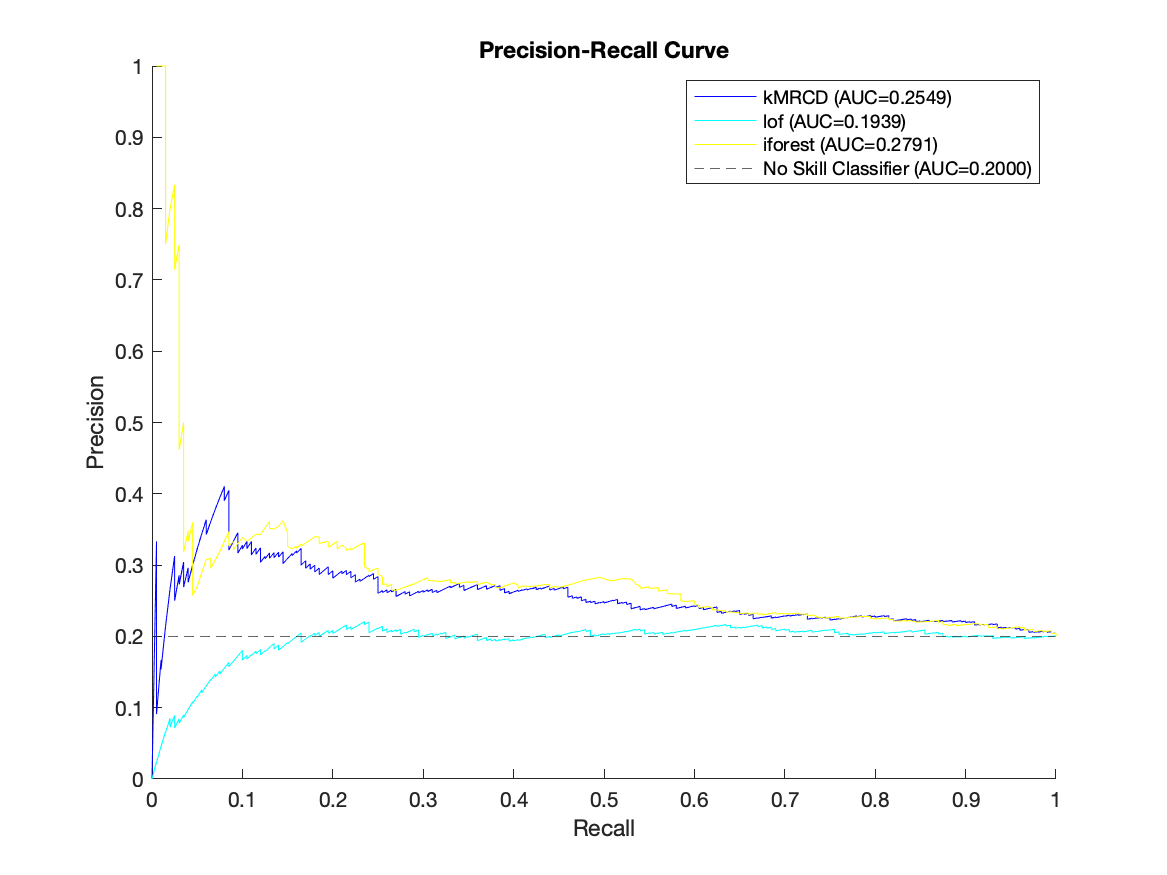 Precision-Recall Curve
kMRCD (AUC=0.2549)
lof (AUC=0.1939)
iforest (AUC=0.2791)
No Skill Classifier (AUC=0.2000)
Precision
1
0.9
0.8
0.7
0.6
0.5
0.4
0.3
0.2
0.1
0
0 0.1 0.2 0.3 0.4 0.5 0.6 0.7 0.8 0.9 1
Recall